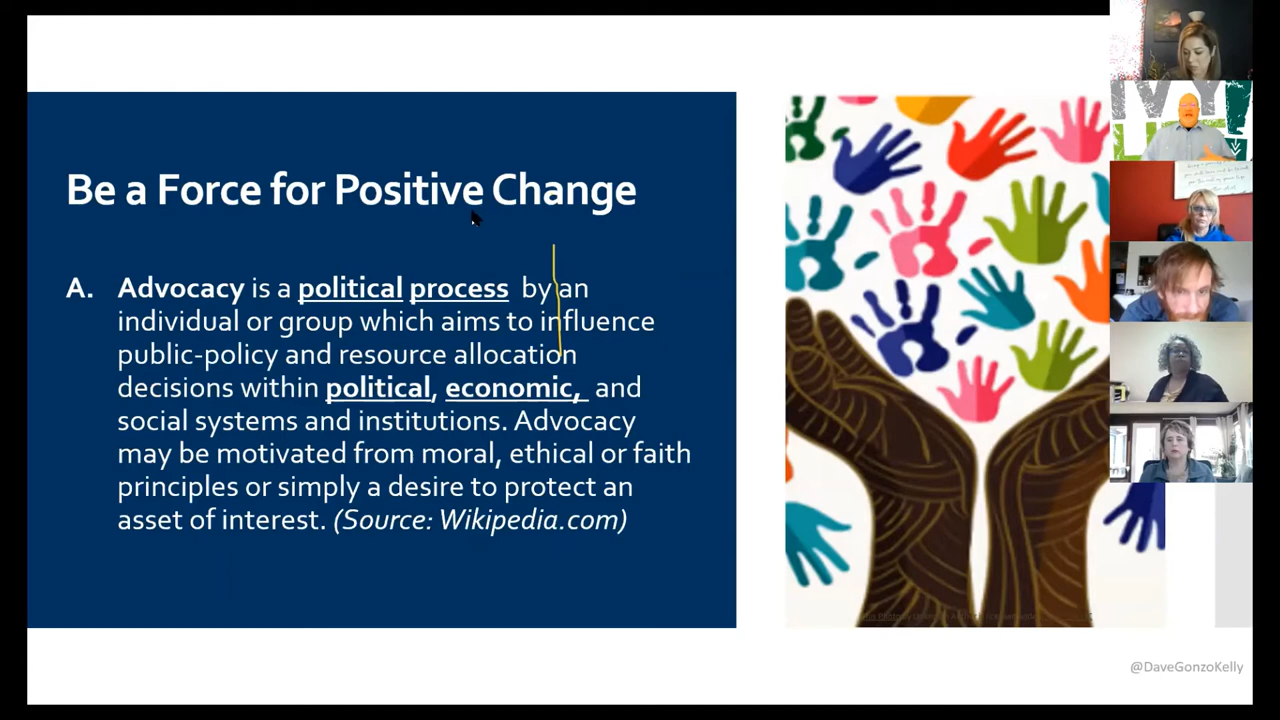 Be a Force for Positive Change
A. Advocacy is a political process by an
individual or group which aims to influence
public-policy and resource allocation
decisions within political, economic, and
social systems and institutions. Advocacy
may be motivated from moral, ethical or faith
principles or simply a desire to protect an
asset of interest. (Source: Wikipedia.com)
@DaveGonzoKelly